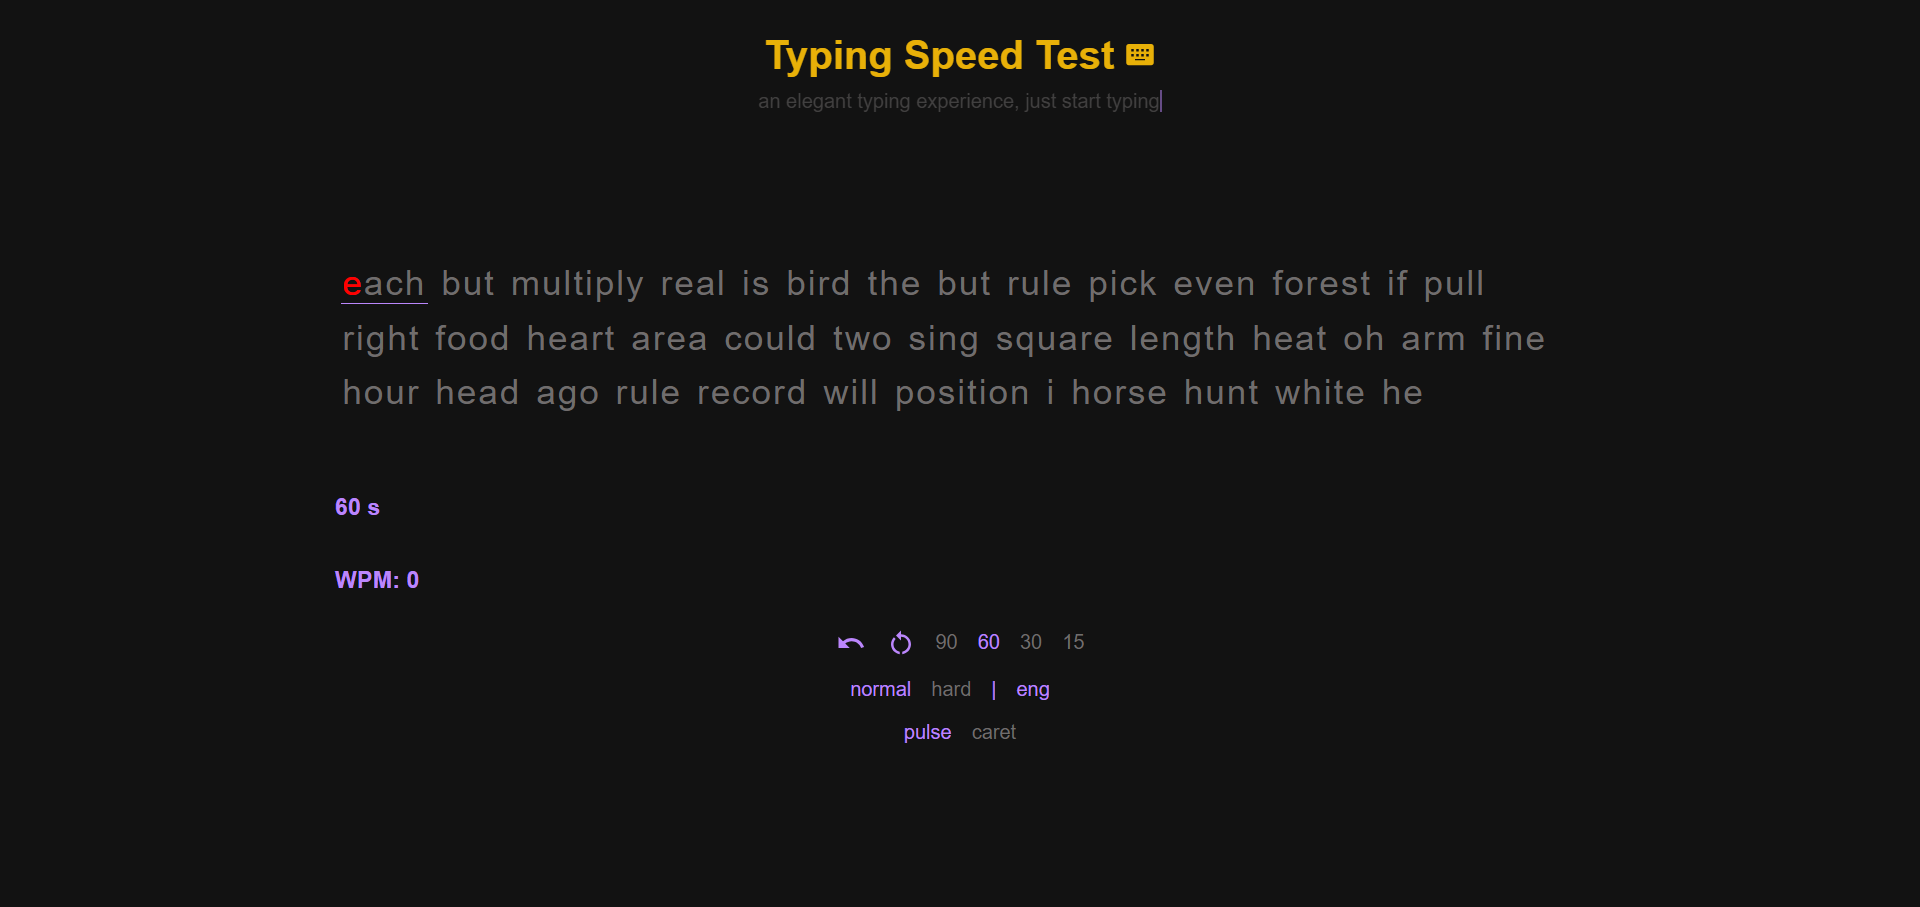 Typing Speed Test
an elegant typing experience, just start typing
each but multiply real is bird the but rule pick even forest if pull
right food heart area could two sing square length heat oh arm fine
hour head ago rule record will position i horse hunt white he
60 s
WPM: 0
90 60 30 15
normal hard | eng
pulse caret